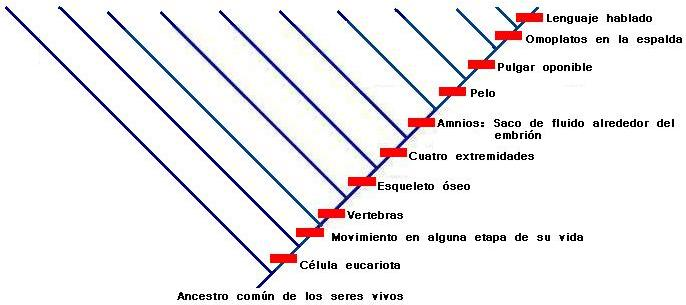 Lenguaje hablado
Omoplatos en la espalda
Pulgar oponible
Pelo
Amnios: Saco de fluido alrededor del
embrión
Cuatro extremidades
Esqueleto óseo
Vertebras
Movimiento en alguna etapa de su vida
Célula eucariota
Ancestro común de los seres vivos